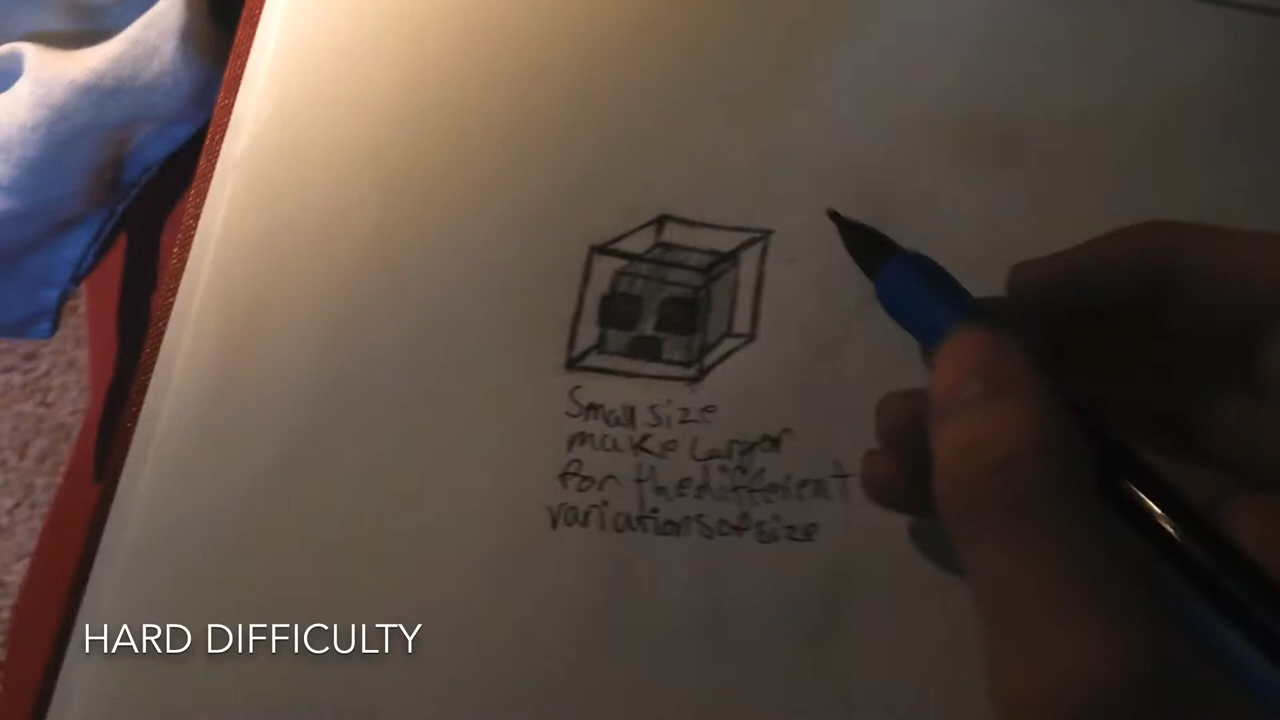 Small size
make larger
for the different
variations of size
HARD DIFFICULTY